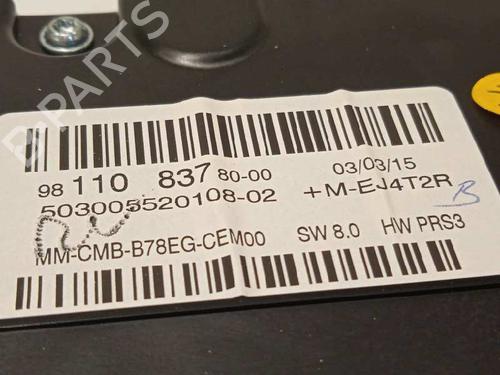 B-PARTS
98 110 837 80-00
03/03/15
503005520108-02
+M-EJ4T2R
B
MM-CMB-B78EG-CEM00 SW 8.0 HW PRS3